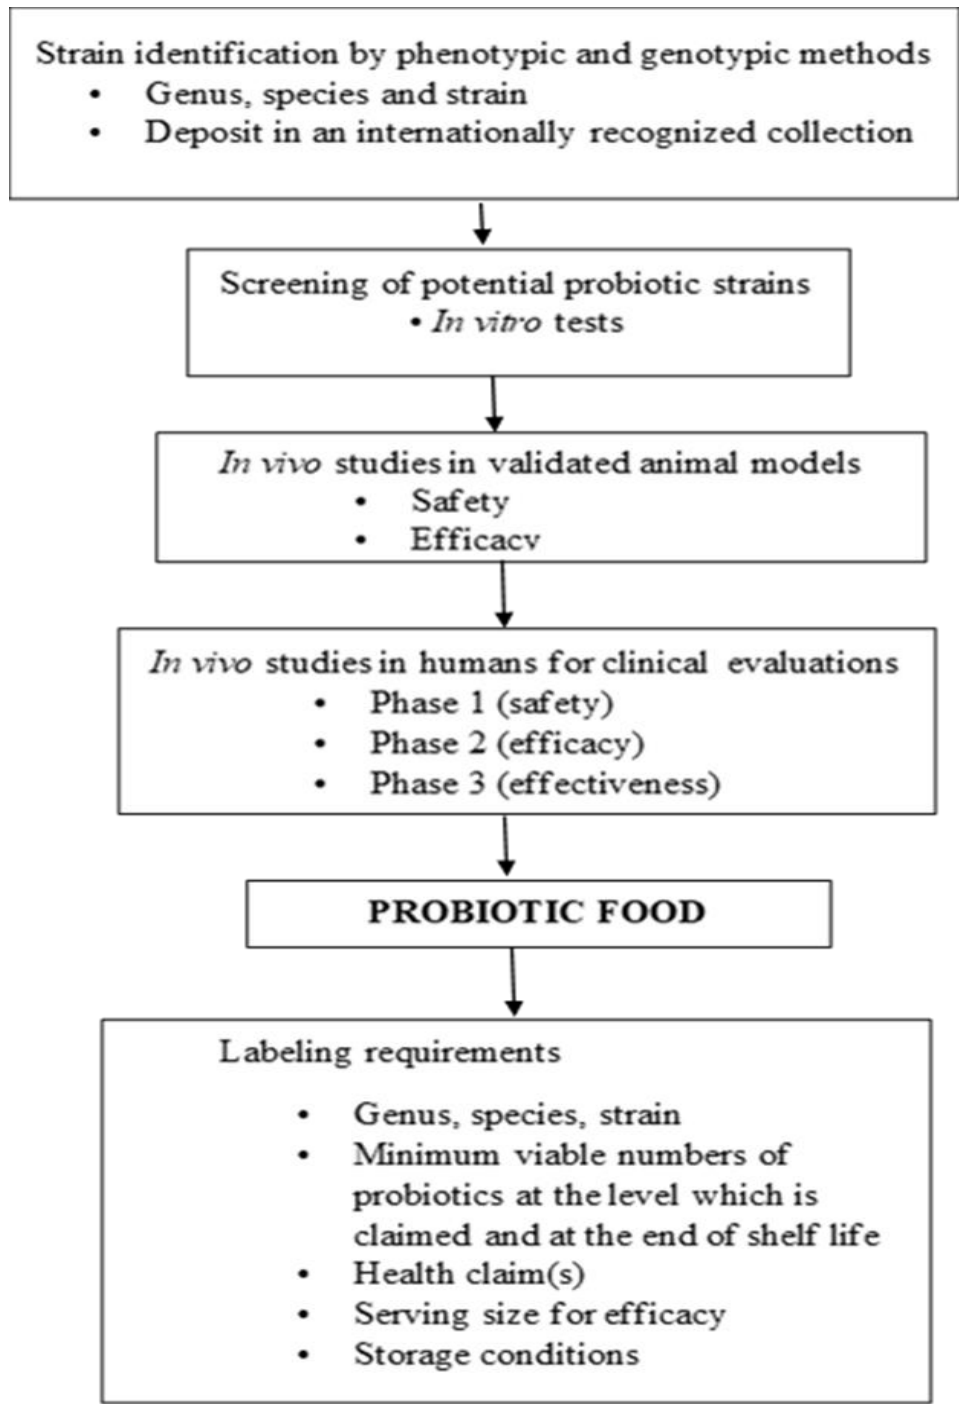 Strain identification by phenotypic and genotypic methods
• Genus, species and strain
• Deposit in an internationally recognized collection
Screening of potential probiotic strains
• In vitro tests
In vivo studies in validated animal models
• Safety
• Efficacy
In vivo studies in humans for clinical evaluations
• Phase 1 (safety)
• Phase 2 (efficacy)
• Phase 3 (effectiveness)
PROBIOTIC FOOD
Labeling requirements
• Genus, species, strain
• Minimum viable numbers of
probiotics at the level which is
claimed and at the end of shelf life
• Health claim(s)
• Serving size for efficacy
• Storage conditions